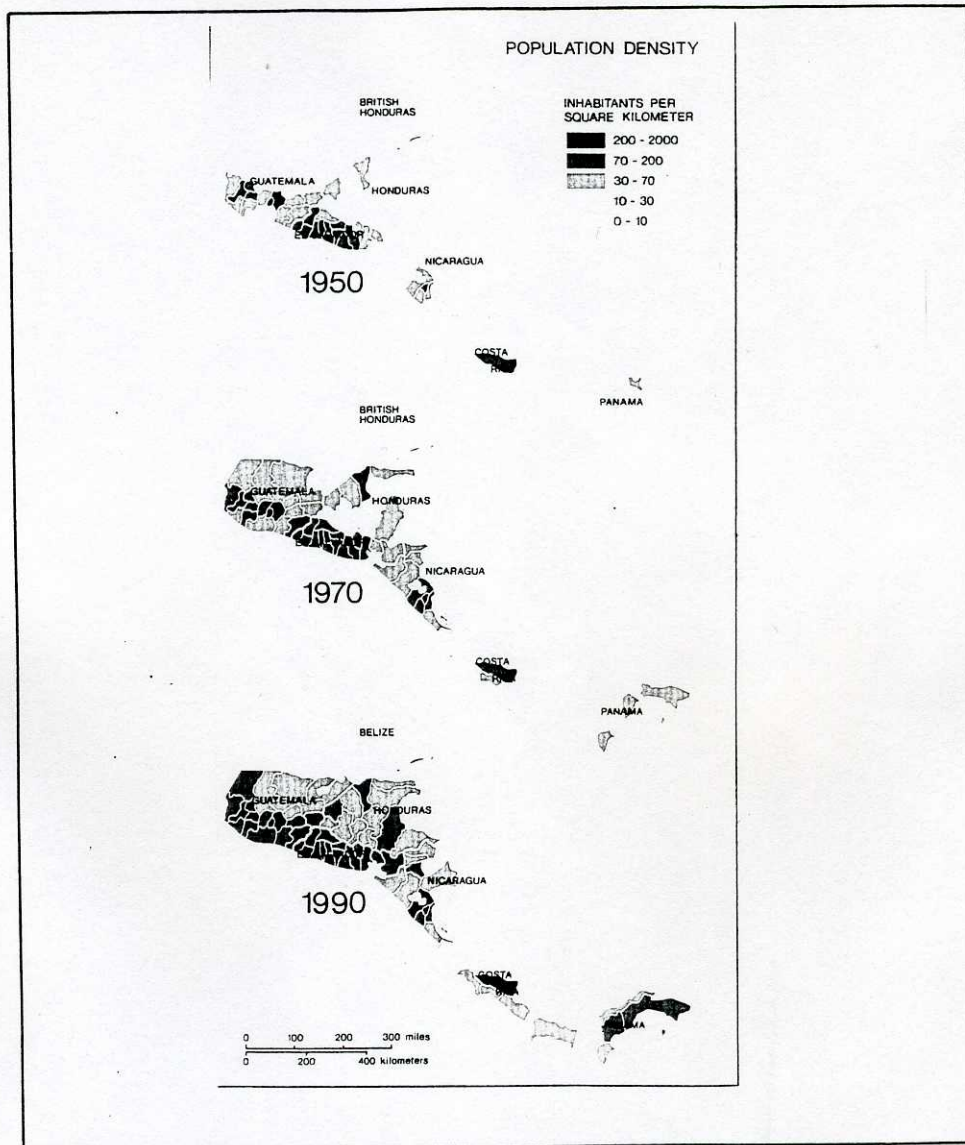 POPULATION DENSITY
INHABITANTS PER
SQUARE KILOMETER
200 - 2000
70 - 200
30 - 70
10 - 30
0 - 10
BRITISH
HONDURAS
GUATEMALA
HONDURAS
NICARAGUA
1950
COSTA
PANAMA
BRITISH
HONDURAS
GUATEMALA
HONDURAS
NICARAGUA
1970
COSTA
PANAMA
BELIZE
GUATEMALA
HONDURAS
NICARAGUA
1990
COSTA
0 100 200 300 miles
0 200 400 kilometers